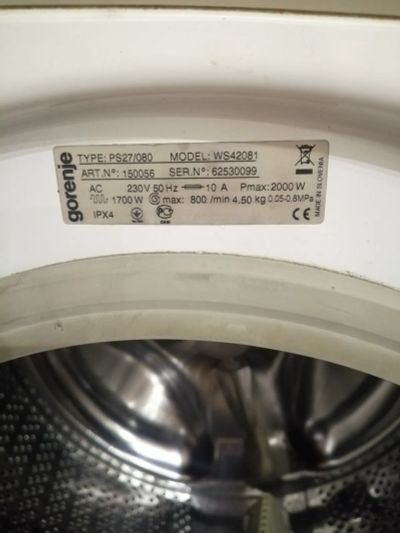 gorenje
TYPE: PS27/080 MODEL: WS42081
ART.N°: 150056 SER.N°: 62530099
AC 230V 50 Hz 10 A Pmax: 2000 W
1700 W max: 800 /min 4.50 kg 0.05-0,8MPa
IPX4
MADE IN SLOVENIA